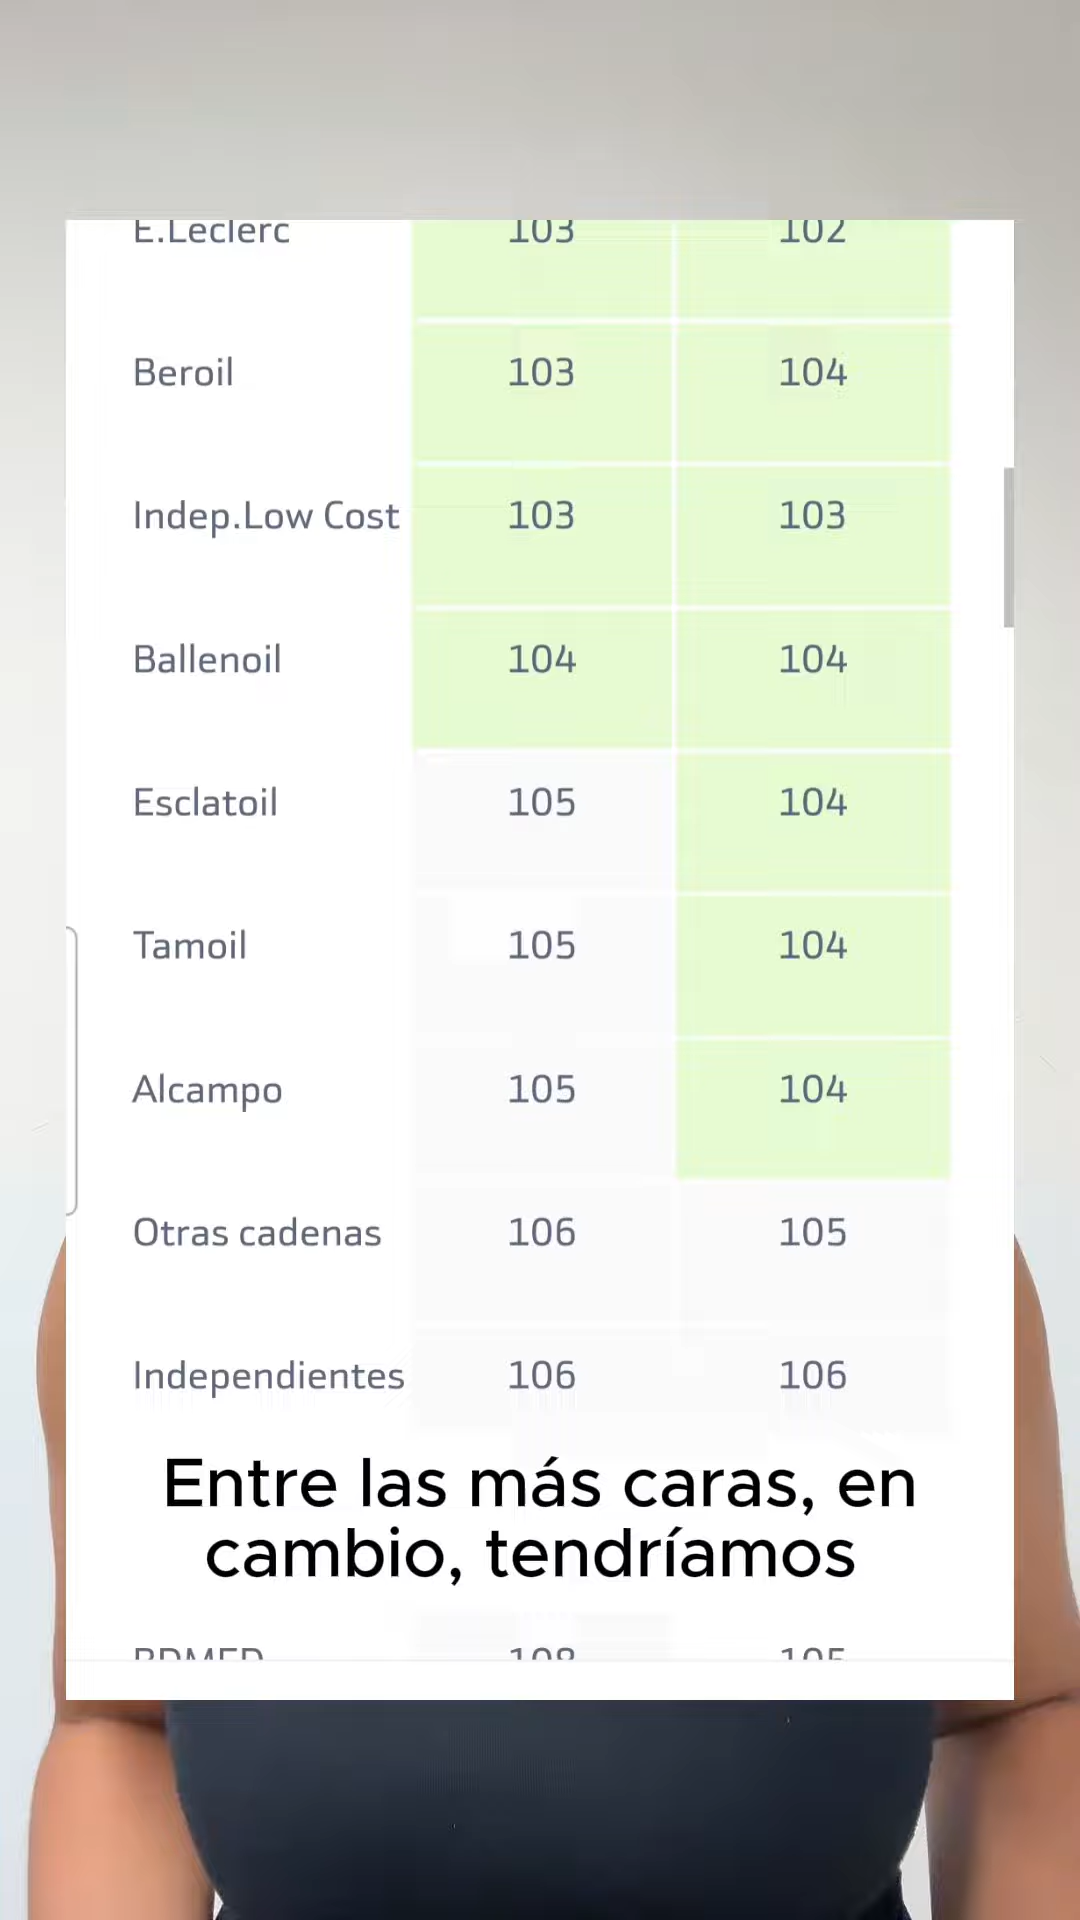 E.Leclerc 103 102
Beroil 103 104
Indep.Low Cost 103 103
Ballenoil 104 104
Esclatoil 105 104
Tamoil 105 104
Alcampo 105 104
Otras cadenas 106 105
Independientes 106 106
Entre las más caras, en
cambio, tendríamos